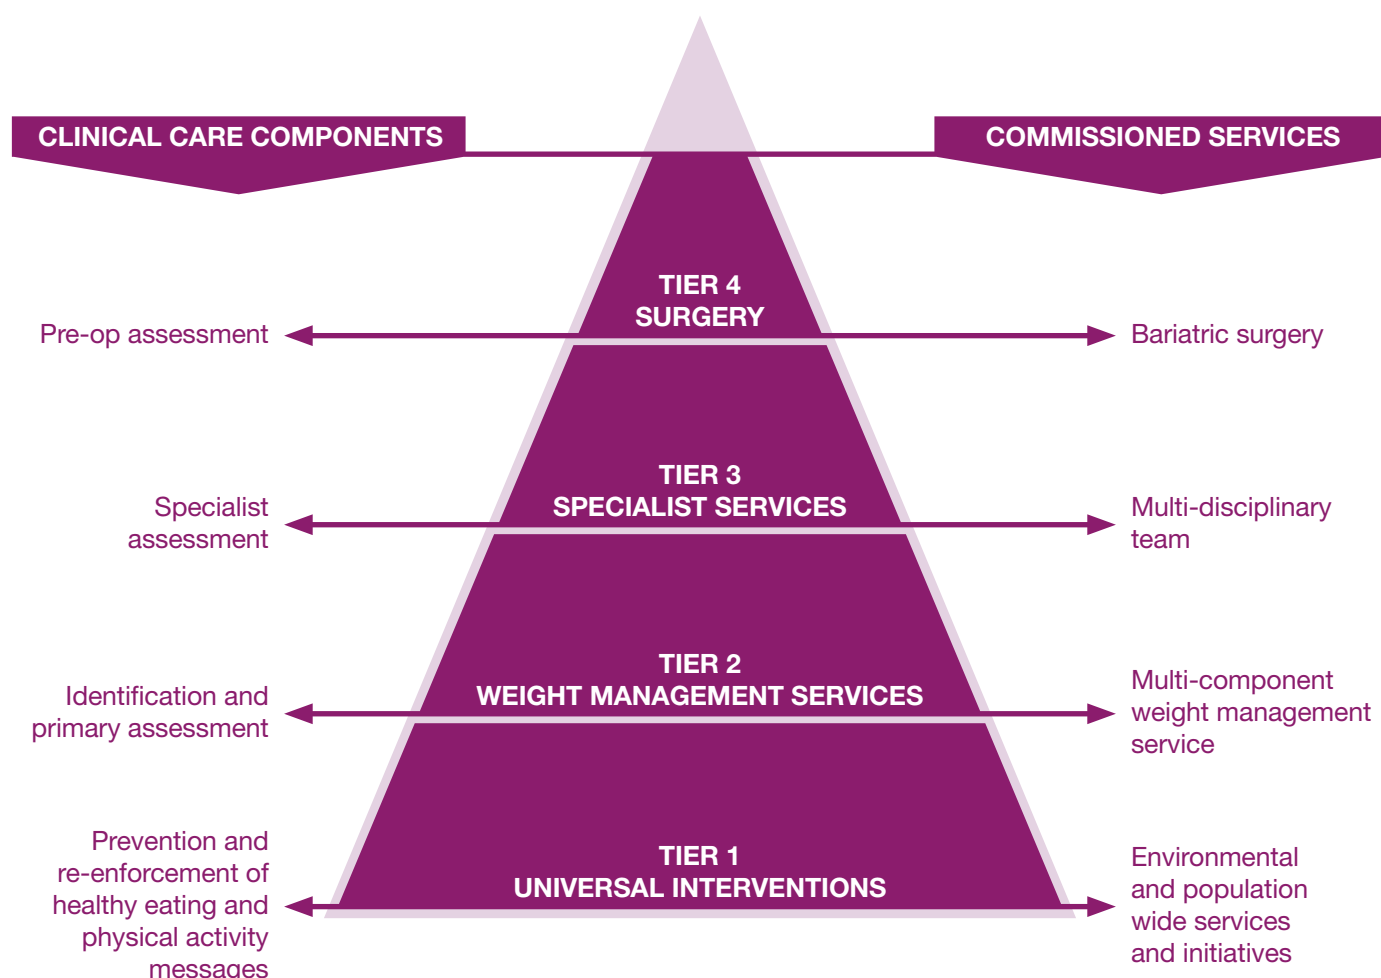 CLINICAL CARE COMPONENTS
COMMISSIONED SERVICES
TIER 4
SURGERY
Pre-op assessment
Bariatric surgery
TIER 3
SPECIALIST SERVICES
Specialist
assessment
Multi-disciplinary
team
TIER 2
WEIGHT MANAGEMENT SERVICES
Identification and
primary assessment
Multi-component
weight management
service
TIER 1
UNIVERSAL INTERVENTIONS
Prevention and
re-enforcement of
healthy eating and
physical activity
messages
Environmental
and population
wide services
and initiatives